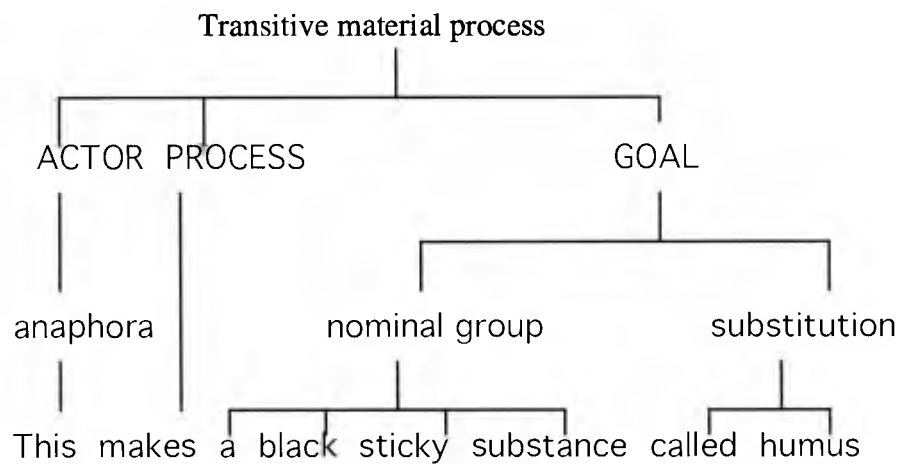 Transitive material process
ACTOR PROCESS GOAL
anaphora nominal group substitution
This makes a black sticky substance called humus